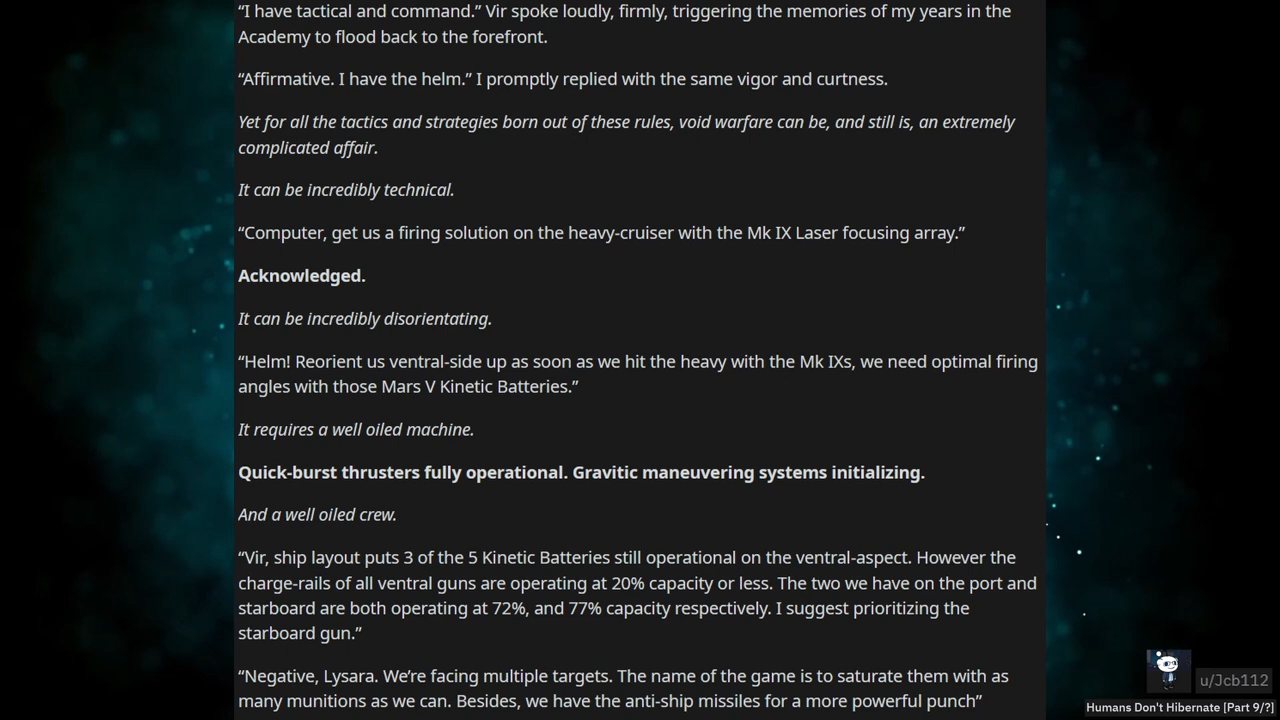 “I have tactical and command.” Vir spoke loudly, firmly, triggering the memories of my years in the
Academy to flood back to the forefront.
“Affirmative. I have the helm.” I promptly replied with the same vigor and curtness.
Yet for all the tactics and strategies born out of these rules, void warfare can be, and still is, an extremely
complicated affair.
It can be incredibly technical.
“Computer, get us a firing solution on the heavy-cruiser with the Mk IX Laser focusing array.”
Acknowledged.
It can be incredibly disorientating.
“Helm! Reorient us ventral-side up as soon as we hit the heavy with the Mk IXs, we need optimal firing
angles with those Mars V Kinetic Batteries.”
It requires a well oiled machine.
Quick-burst thrusters fully operational. Gravitic maneuvering systems initializing.
And a well oiled crew.
“Vir, ship layout puts 3 of the 5 Kinetic Batteries still operational on the ventral-aspect. However the
charge-rails of all ventral guns are operating at 20% capacity or less. The two we have on the port and
starboard are both operating at 72%, and 77% capacity respectively. I suggest prioritizing the
starboard gun.”
“Negative, Lysara. We’re facing multiple targets. The name of the game is to saturate them with as
many munitions as we can. Besides, we have the anti-ship missiles for a more powerful punch”
u/Jcb112
Humans Don't Hibernate [Part 9/?]